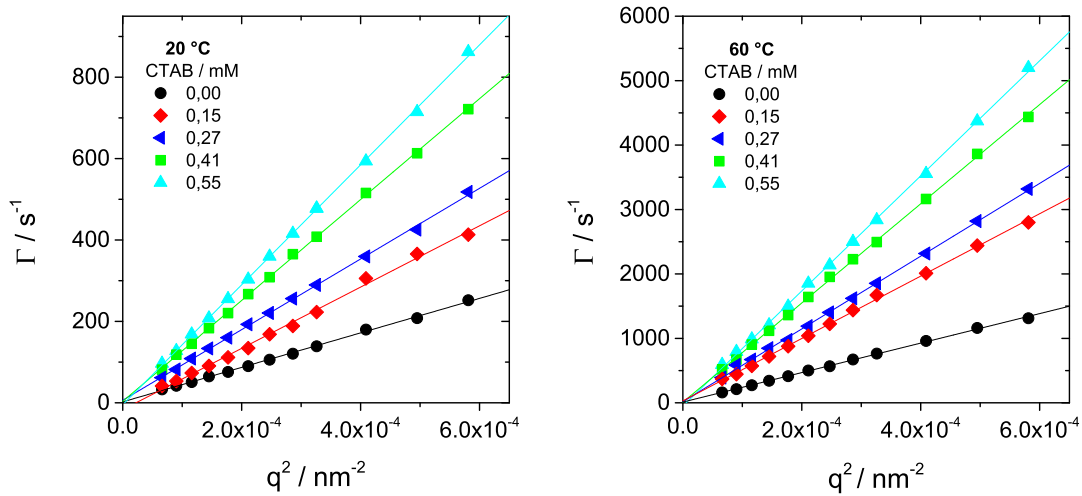 20 °C
CTAB / mM
0,00
0,15
0,27
0,41
0,55
800
600
400
200
0
Γ / s⁻¹
0.0
2.0x10⁻⁴
4.0x10⁻⁴
6.0x10⁻⁴
q² / nm⁻²
60 °C
CTAB / mM
0,00
0,15
0,27
0,41
0,55
6000
5000
4000
3000
2000
1000
0
Γ / s⁻¹
0.0
2.0x10⁻⁴
4.0x10⁻⁴
6.0x10⁻⁴
q² / nm⁻²